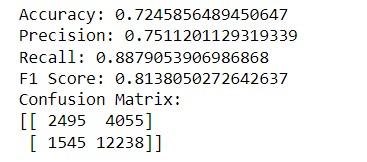 Accuracy: 0.7245856489450647
Precision: 0.7511201129319339
Recall: 0.8879053906986868
F1 Score: 0.8138050272642637
Confusion Matrix:
[[ 2495  4055]
 [ 1545 12238]]